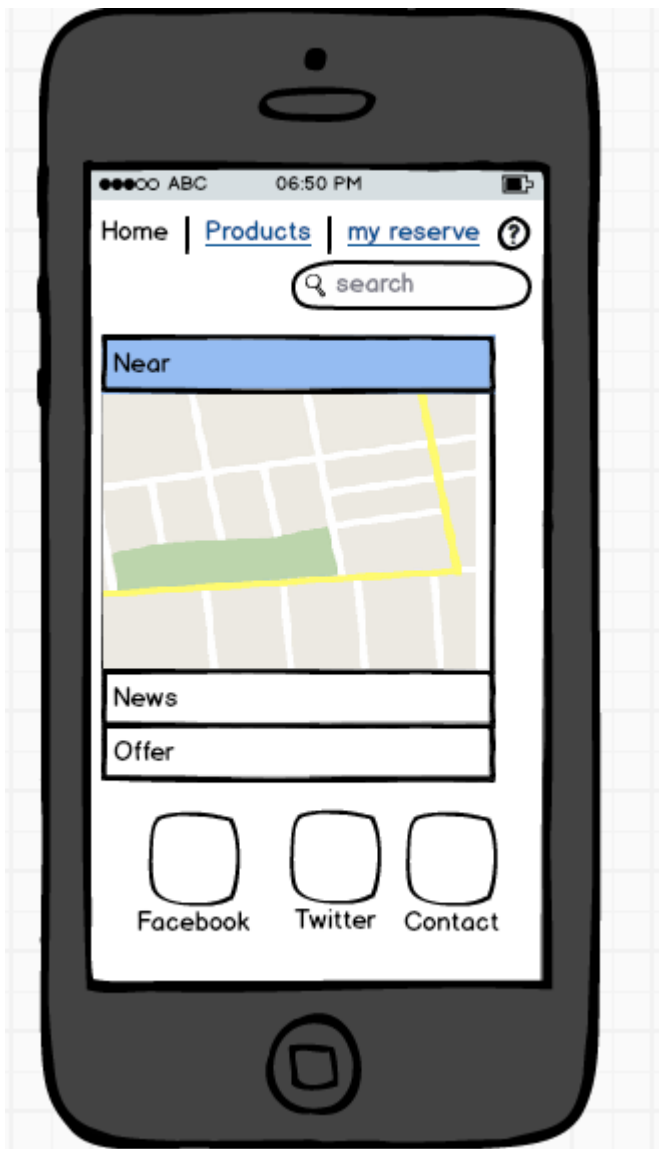 ABC 06:50 PM
Home | Products | my reserve ?
search
Near
News
Offer
Facebook Twitter Contact